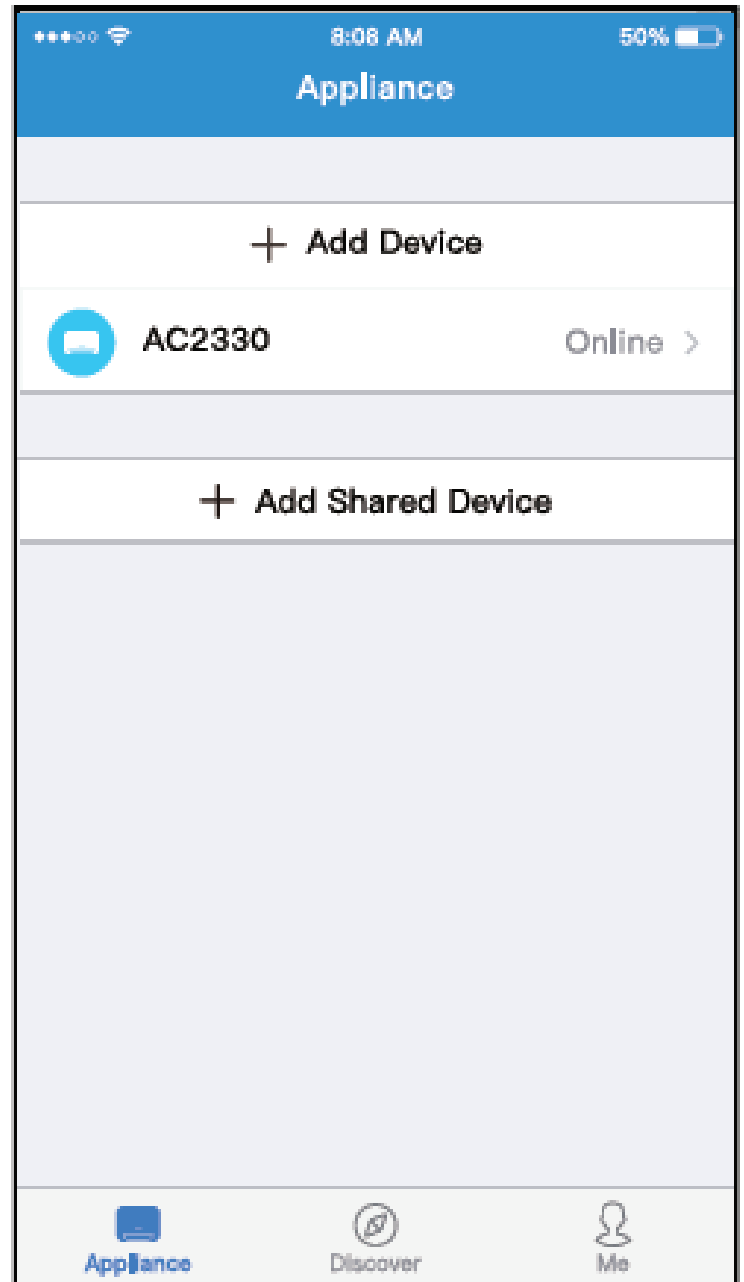 8:08 AM 50%
Appliance
+ Add Device
AC2330 Online >
+ Add Shared Device
Appliance Discover Me